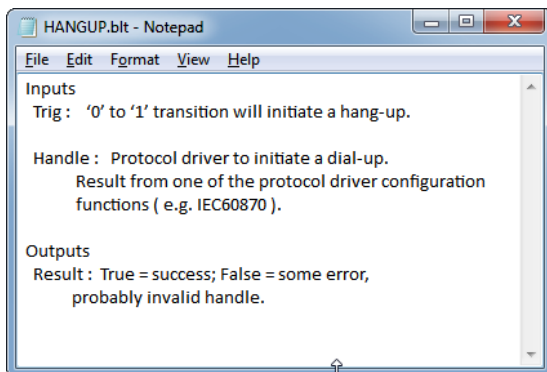 HANGUP.blt - Notepad
File Edit Format View Help
Inputs
Trig : ‘0’ to ‘1’ transition will initiate a hang-up.
Handle : Protocol driver to initiate a dial-up.
Result from one of the protocol driver configuration
functions ( e.g. IEC60870 ).
Outputs
Result : True = success; False = some error,
probably invalid handle.